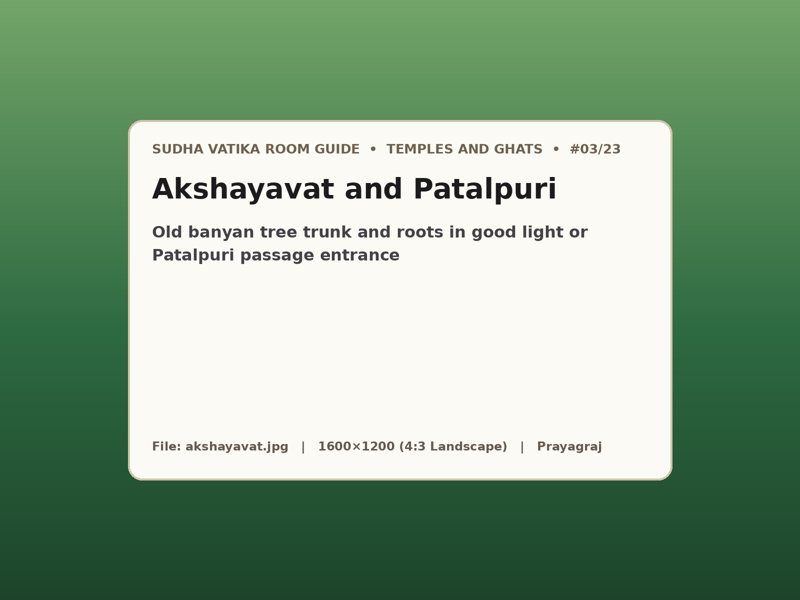 SUDHA VATIKA ROOM GUIDE • TEMPLES AND GHATS • #03/23
Akshayavat and Patalpuri
Old banyan tree trunk and roots in good light or
Patalpuri passage entrance
File: akshayavat.jpg | 1600×1200 (4:3 Landscape) | Prayagraj